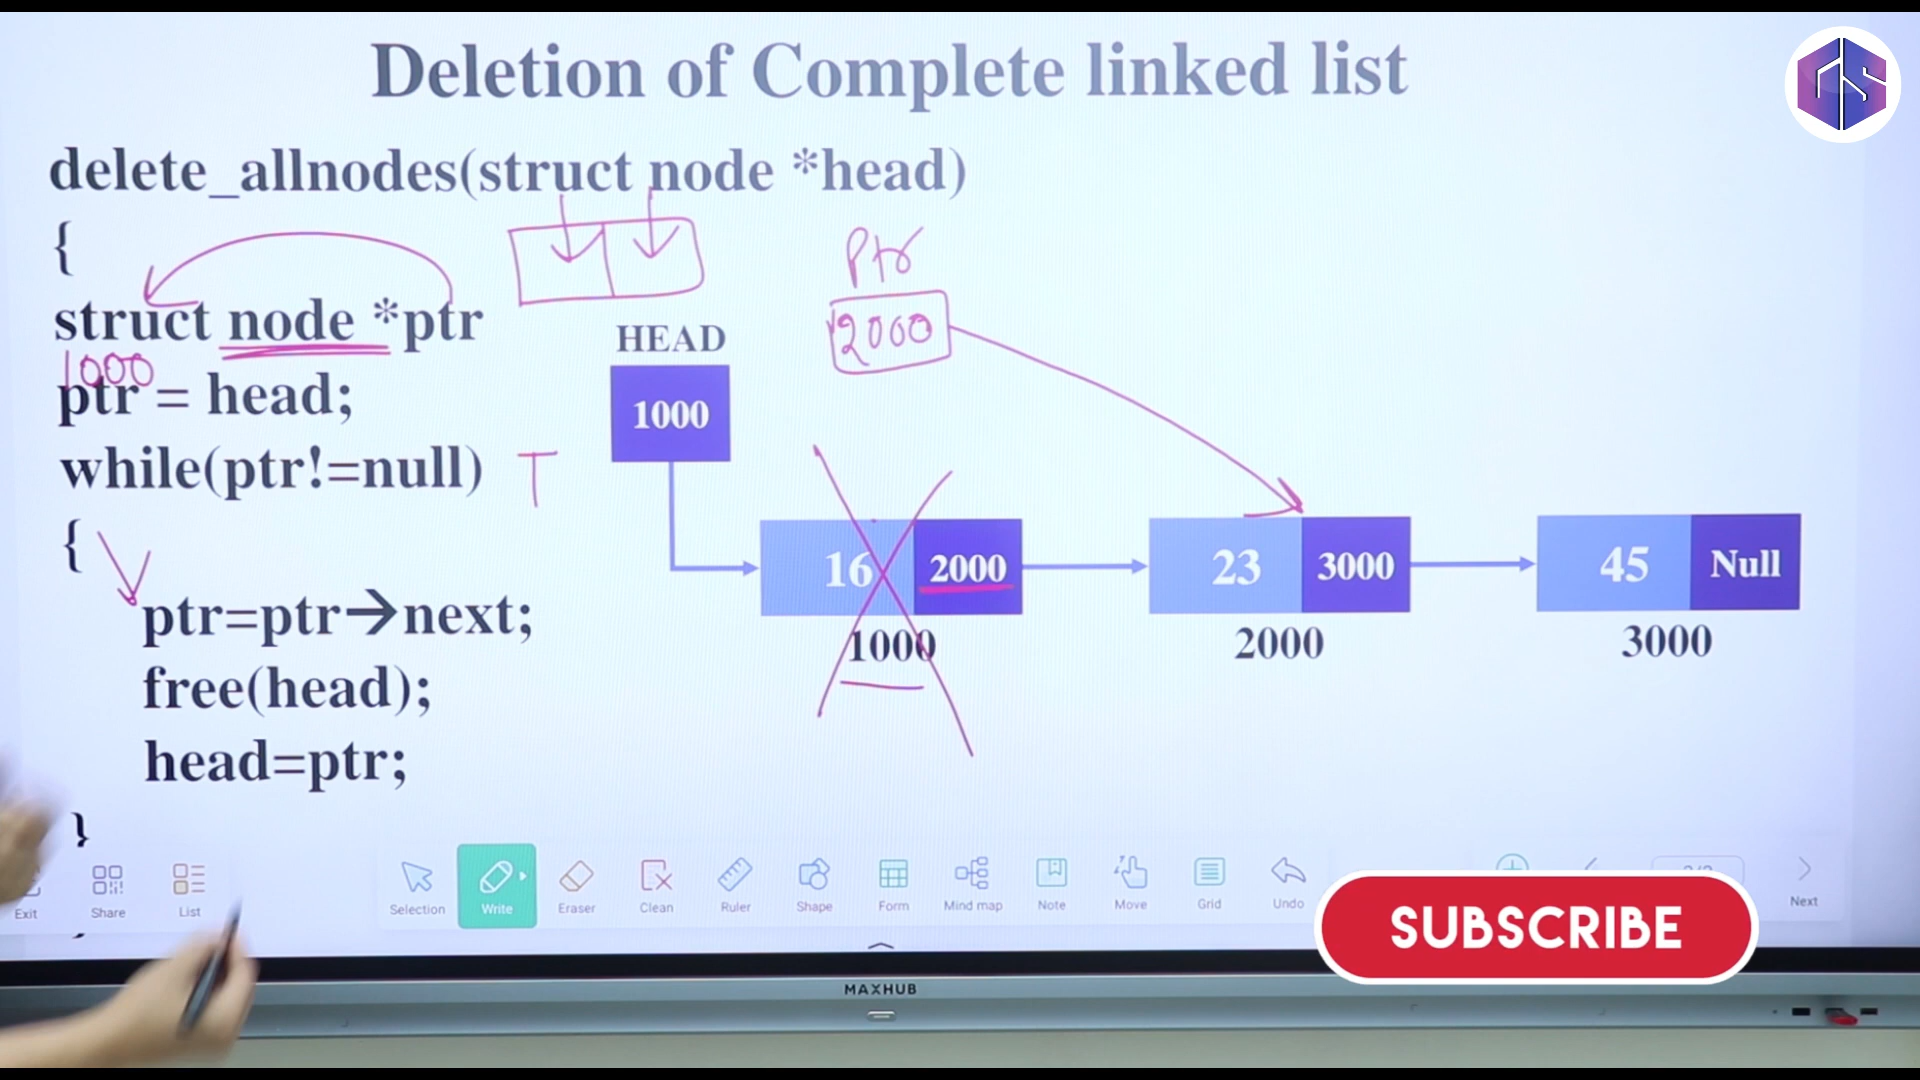 Deletion of Complete linked list
delete_allnodes(struct node *head)
{
struct node *ptr
1000
ptr = head;
while(ptr!=null) T
{
ptr=ptr→next;
free(head);
head=ptr;
}
Ptr
2000
HEAD
1000
16 2000
1000
23 3000
2000
45 Null
3000
Exit
Share
List
Selection
Write
Eraser
Clean
Ruler
Shape
Form
Mind map
Note
Move
Grid
Undo
Next
SUBSCRIBE
MAXHUB